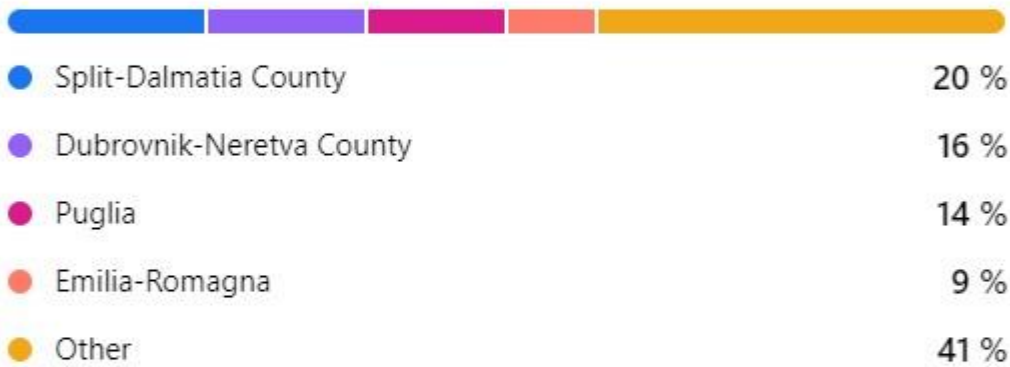 Split-Dalmatia County 20 %
Dubrovnik-Neretva County 16 %
Puglia 14 %
Emilia-Romagna 9 %
Other 41 %